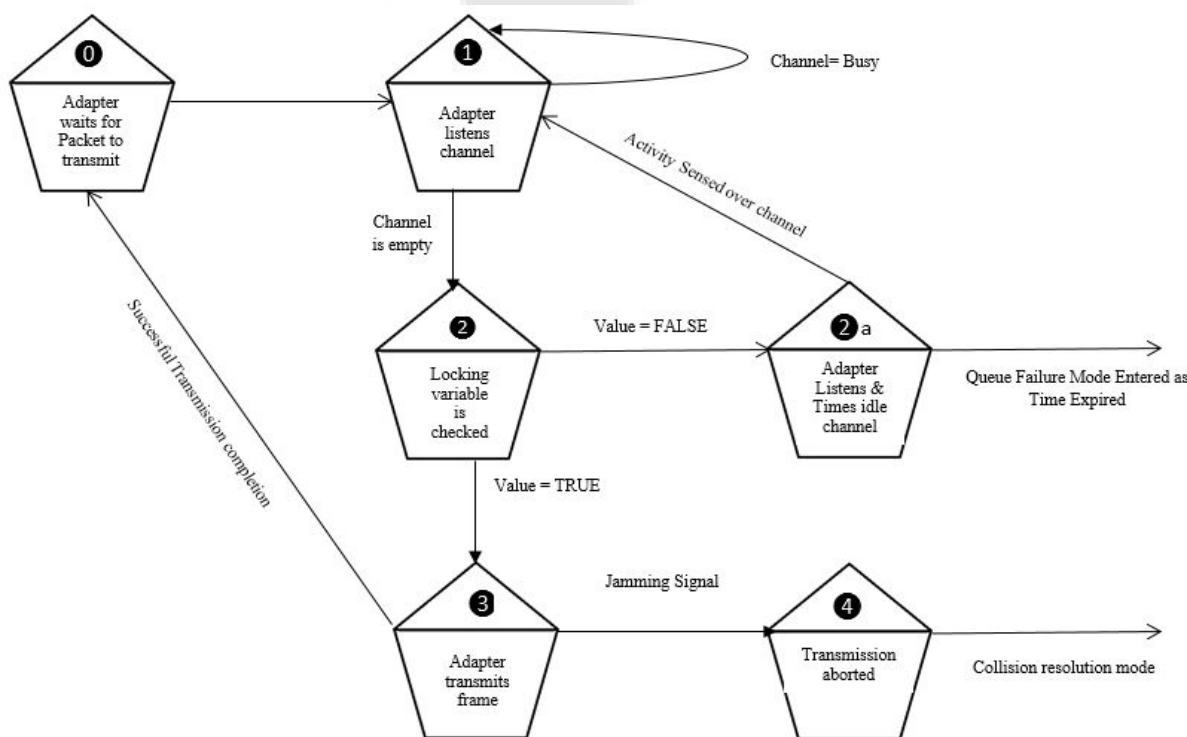 0
Adapter
waits for
Packet to
transmit
1
Adapter
listens
channel
Channel= Busy
Activity Sensed over channel
Channel
is empty
2
Locking
variable
is
checked
Value = FALSE
2 a
Adapter
Listens &
Times idle
channel
Queue Failure Mode Entered as
Time Expired
Successful Transmission completion
Value = TRUE
3
Adapter
transmits
frame
Jamming Signal
4
Transmission
aborted
Collision resolution mode